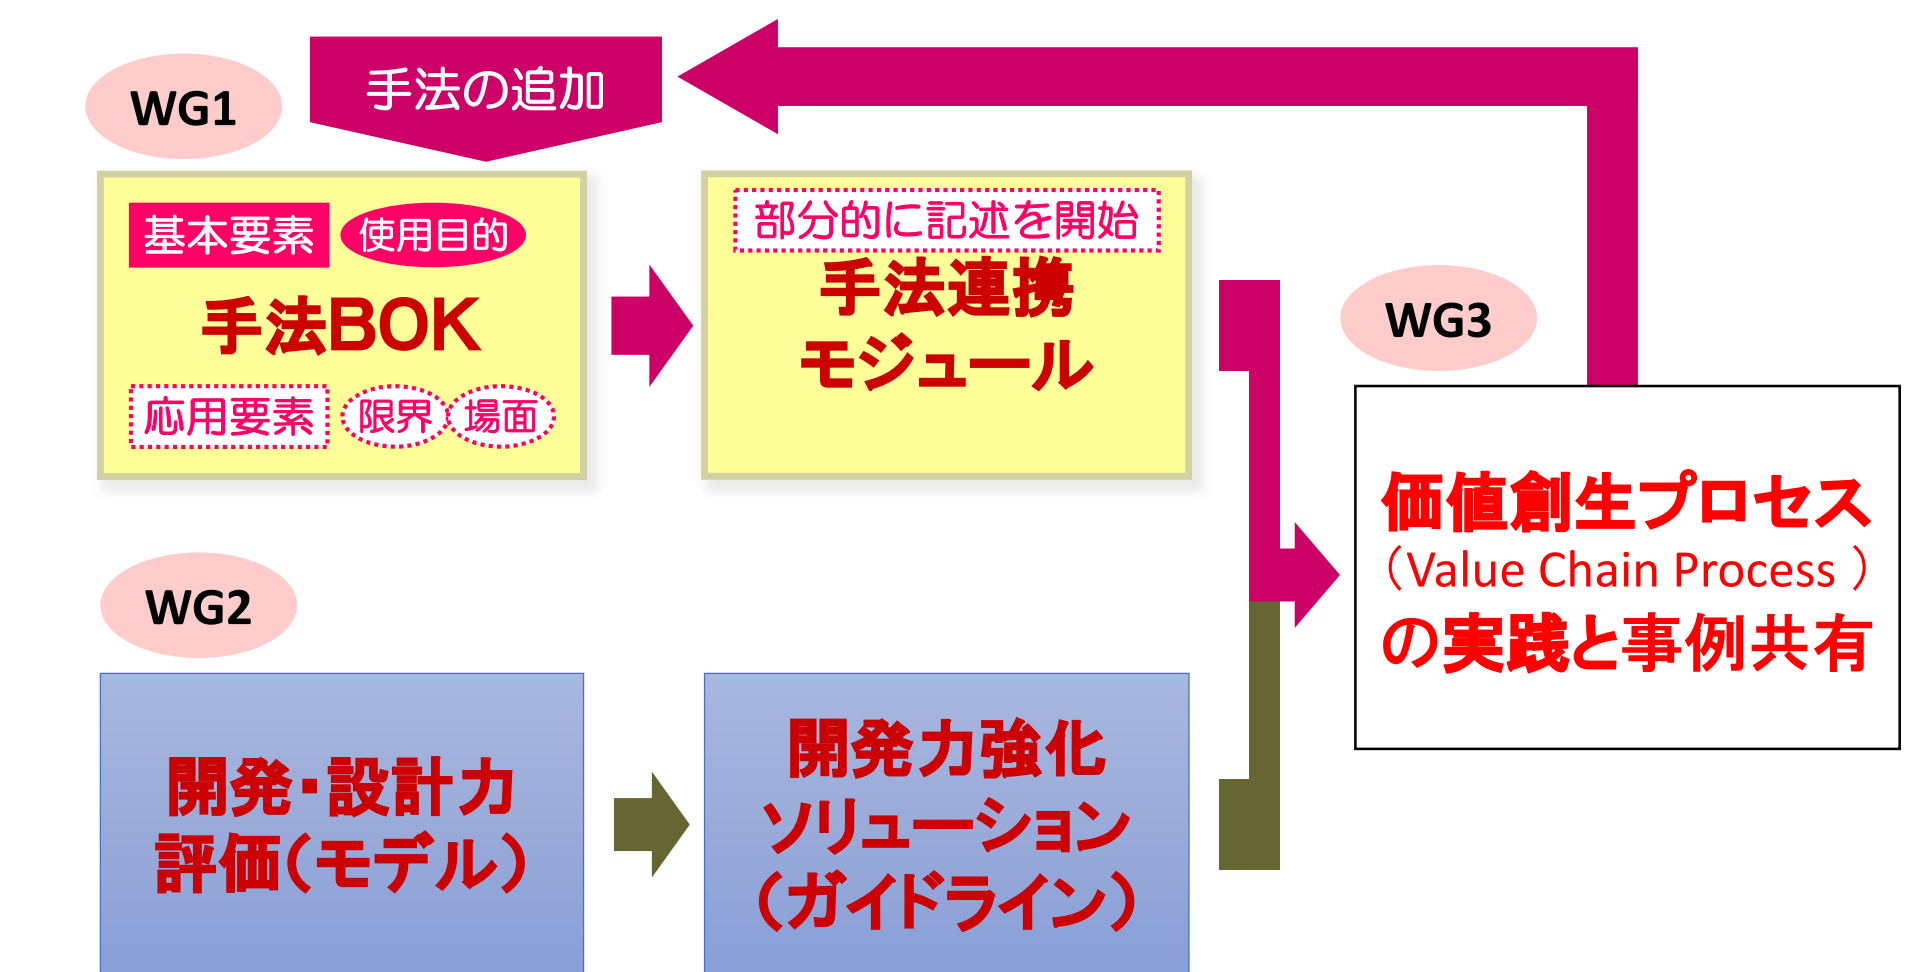 WG1
手法の追加
基本要素
使用目的
手法BOK
応用要素
限界
場面
部分的に記述を開始
手法連携
モジュール
WG2
開発・設計力
評価(モデル)
開発力強化
ソリューション
(ガイドライン)
WG3
価値創生プロセス
(Value Chain Process )
の実践と事例共有